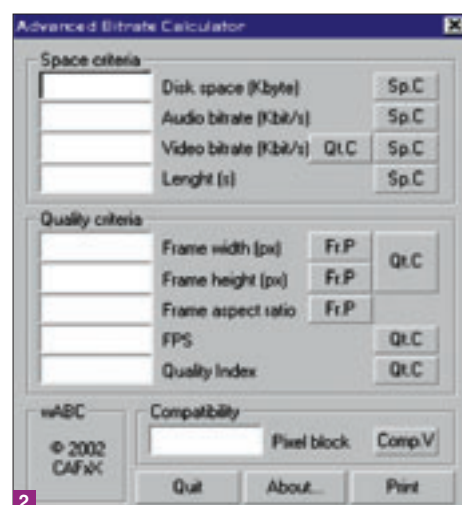 Advanced Bitrate Calculator
Space criteria
Disk space (Kbyte) Sp.C
Audio bitrate (Kbit/s) Sp.C
Video bitrate (Kbit/s) Qt.C Sp.C
Lenght (s) Sp.C
Quality criteria
Frame width (px) Fr.P Qt.C
Frame height (px) Fr.P
Frame aspect ratio Fr.P
FPS Qt.C
Quality Index Qt.C
wABC
© 2002
CAFxX
Compatibility
Pixel block Comp.V
Quit About... Print
2